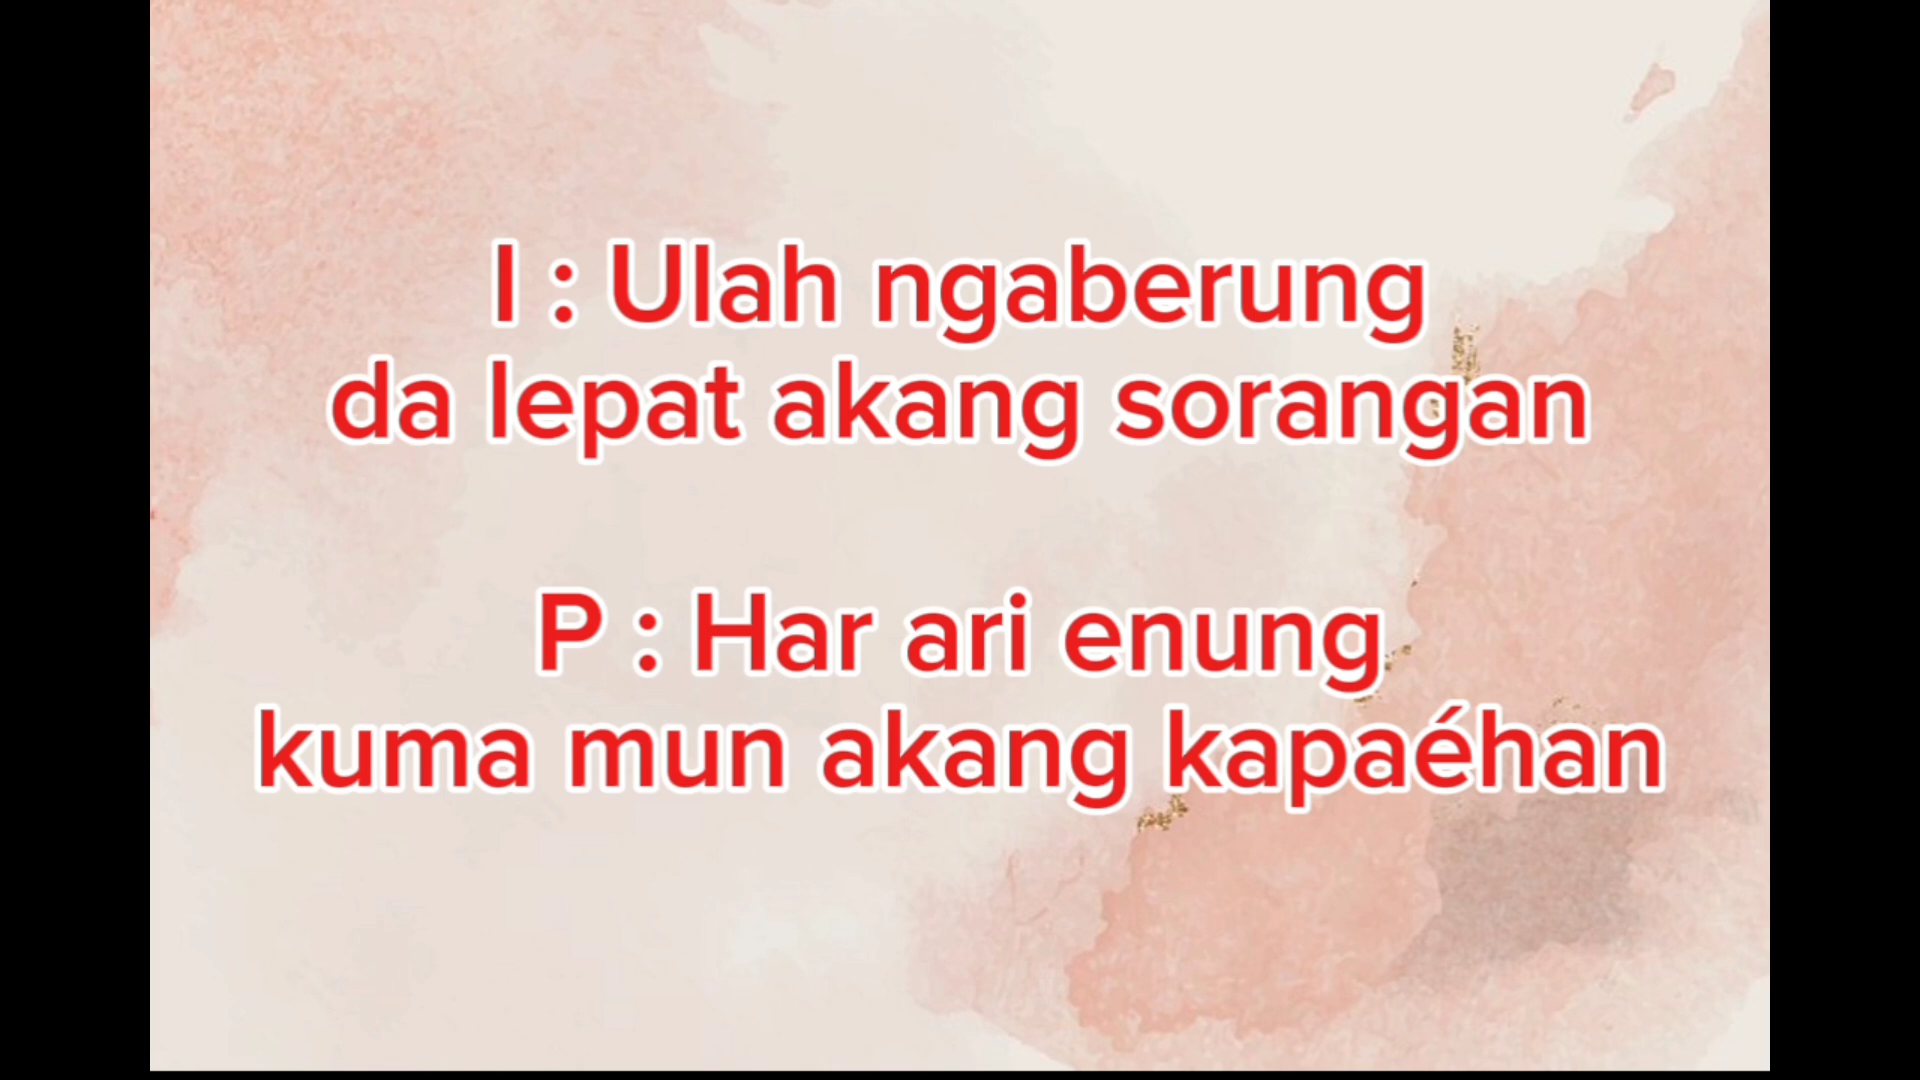 I : Ulah ngaberung
da lepat akang sorangan
P : Har ari enung
kuma mun akang kapaéhan